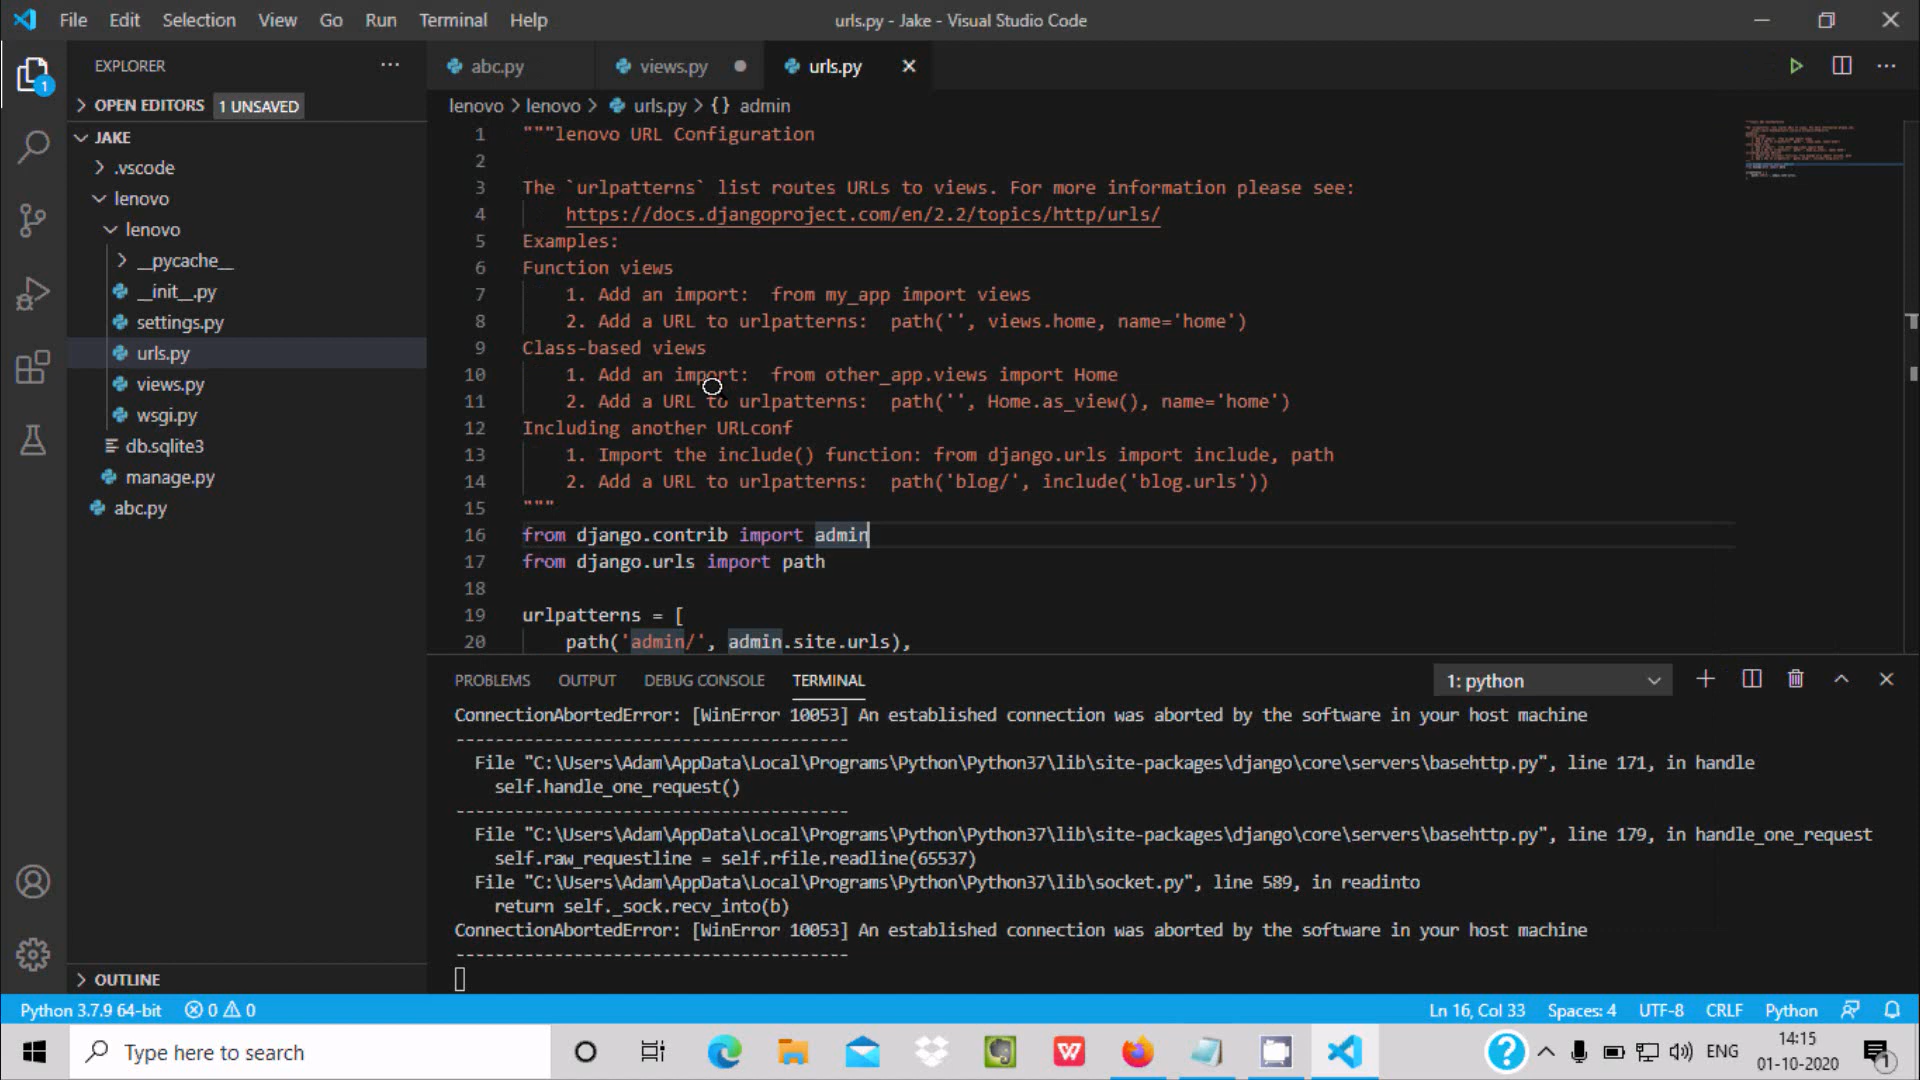 File Edit Selection View Go Run Terminal Help
urls.py - Jake - Visual Studio Code
EXPLORER
1
OPEN EDITORS 1 UNSAVED
JAKE
.vscode
lenovo
lenovo
__pycache__
__init__.py
settings.py
urls.py
views.py
wsgi.py
db.sqlite3
manage.py
abc.py
OUTLINE
abc.py views.py urls.py
lenovo > lenovo > urls.py > {} admin
1 """lenovo URL Configuration
2
3 The `urlpatterns` list routes URLs to views. For more information please see:
4 https://docs.djangoproject.com/en/2.2/topics/http/urls/
5 Examples:
6 Function views
7 1. Add an import:  from my_app import views
8 2. Add a URL to urlpatterns:  path('', views.home, name='home')
9 Class-based views
10 1. Add an import:  from other_app.views import Home
11 2. Add a URL to urlpatterns:  path('', Home.as_view(), name='home')
12 Including another URLconf
13 1. Import the include() function: from django.urls import include, path
14 2. Add a URL to urlpatterns:  path('blog/', include('blog.urls'))
15 """
16 from django.contrib import admin
17 from django.urls import path
18
19 urlpatterns = [
20 path('admin/', admin.site.urls),
PROBLEMS OUTPUT DEBUG CONSOLE TERMINAL 1: python
ConnectionAbortedError: [WinError 10053] An established connection was aborted by the software in your host machine
----------------------------------------
File "C:\Users\Adam\AppData\Local\Programs\Python\Python37\lib\site-packages\django\core\servers\basehttp.py", line 171, in handle
self.handle_one_request()
----------------------------------------
File "C:\Users\Adam\AppData\Local\Programs\Python\Python37\lib\site-packages\django\core\servers\basehttp.py", line 179, in handle_one_request
self.raw_requestline = self.rfile.readline(65537)
File "C:\Users\Adam\AppData\Local\Programs\Python\Python37\lib\socket.py", line 589, in readinto
return self._sock.recv_into(b)
ConnectionAbortedError: [WinError 10053] An established connection was aborted by the software in your host machine
----------------------------------------
Python 3.7.9 64-bit 0 0 Ln 16, Col 33 Spaces: 4 UTF-8 CRLF Python
Type here to search
ENG
14:15
01-10-2020
1